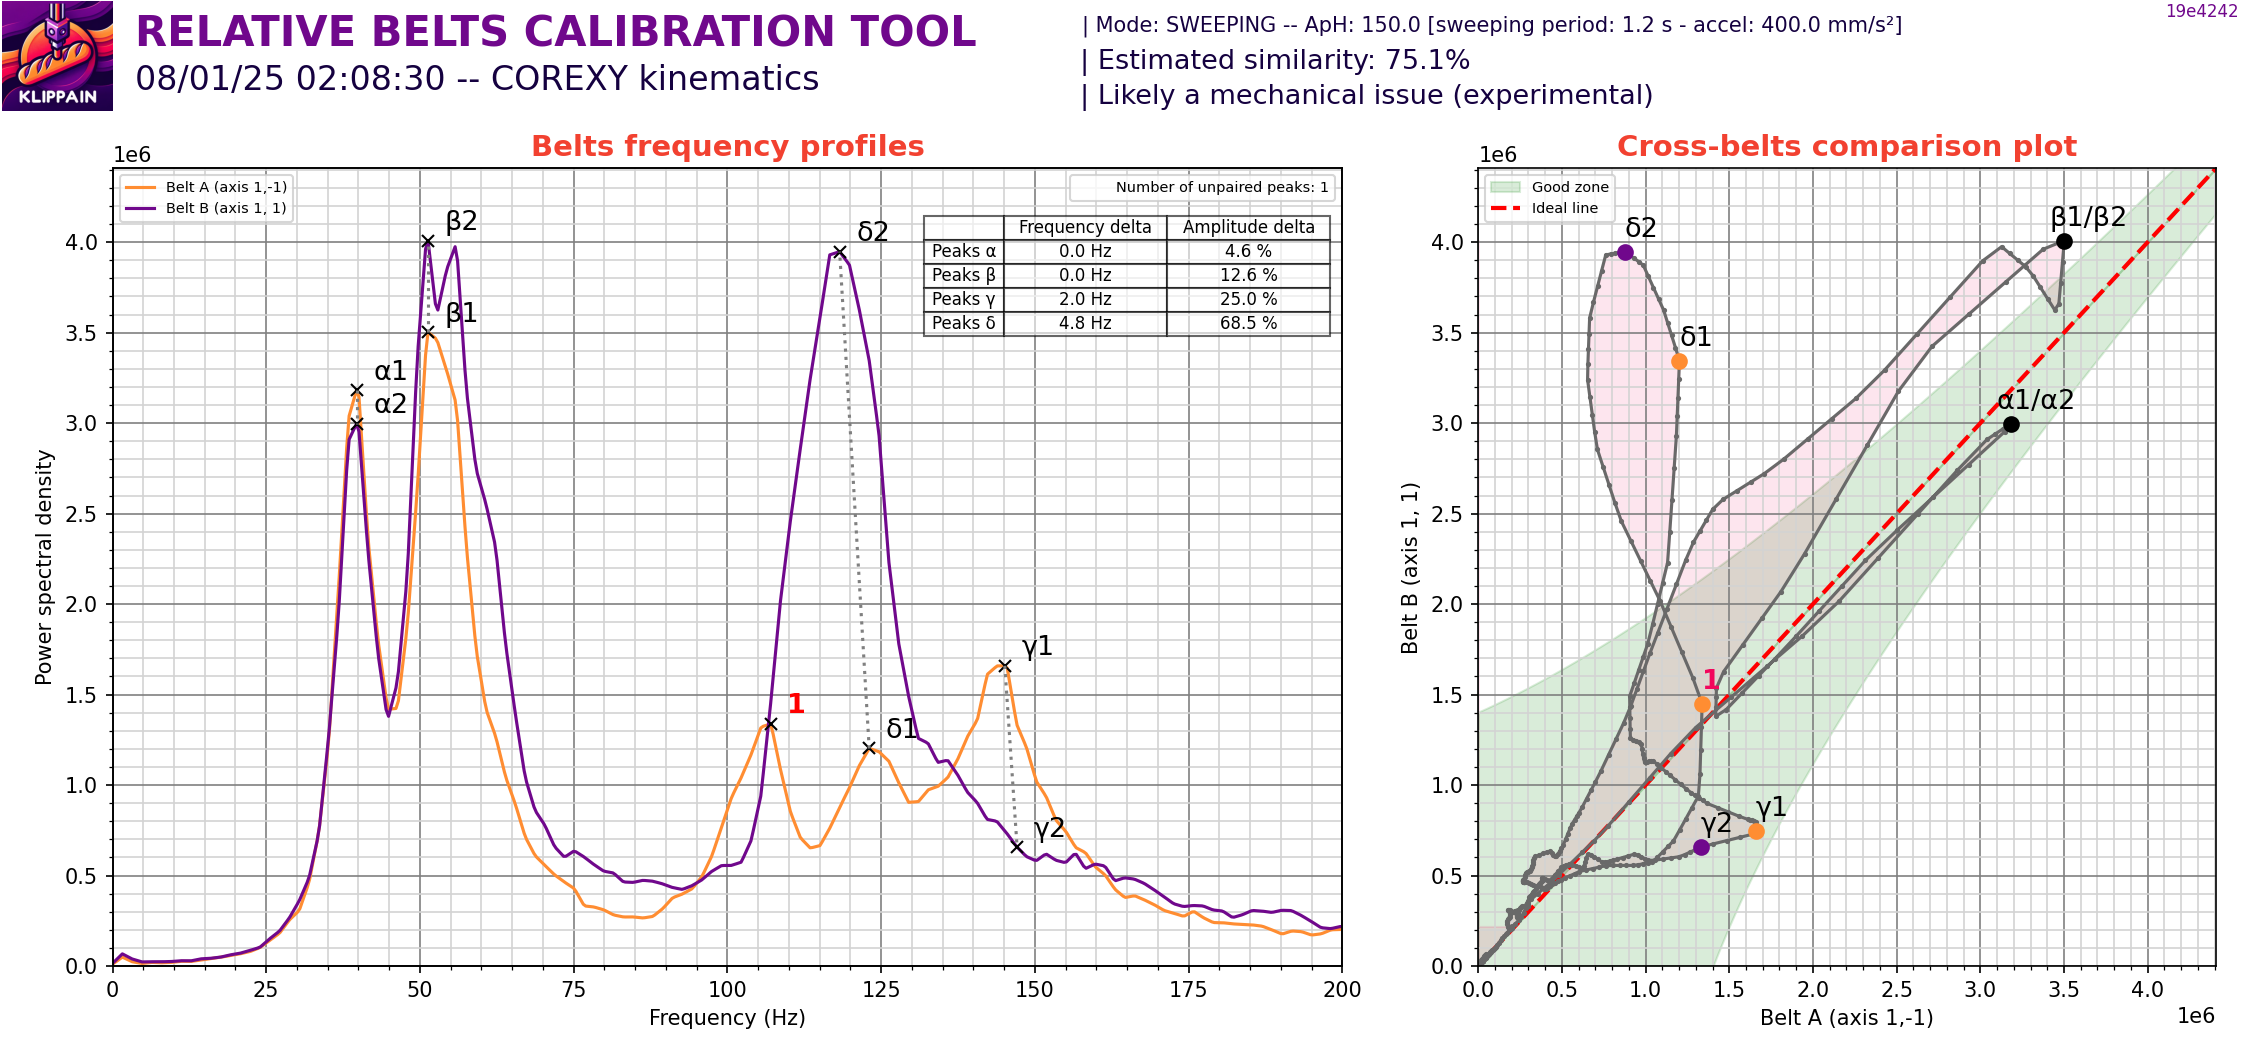 KLIPPAIN
RELATIVE BELTS CALIBRATION TOOL
08/01/25 02:08:30 -- COREXY kinematics
| Mode: SWEEPING -- ApH: 150.0 [sweeping period: 1.2 s - accel: 400.0 mm/s²]
| Estimated similarity: 75.1%
| Likely a mechanical issue (experimental)
19e4242
Belts frequency profiles
1e6
Belt A (axis 1,-1)
Belt B (axis 1, 1)
Number of unpaired peaks: 1
Frequency delta Amplitude delta
Peaks α 0.0 Hz 4.6 %
Peaks β 0.0 Hz 12.6 %
Peaks γ 2.0 Hz 25.0 %
Peaks δ 4.8 Hz 68.5 %
β2
δ2
β1
α1
α2
γ1
1
δ1
γ2
Power spectral density
4.0
3.5
3.0
2.5
2.0
1.5
1.0
0.5
0.0
0 25 50 75 100 125 150 175 200
Frequency (Hz)
Cross-belts comparison plot
1e6
Good zone
Ideal line
δ2
β1/β2
δ1
α1/α2
1
γ1
γ2
Belt B (axis 1, 1)
4.0
3.5
3.0
2.5
2.0
1.5
1.0
0.5
0.0
0.0 0.5 1.0 1.5 2.0 2.5 3.0 3.5 4.0
Belt A (axis 1,-1)
1e6